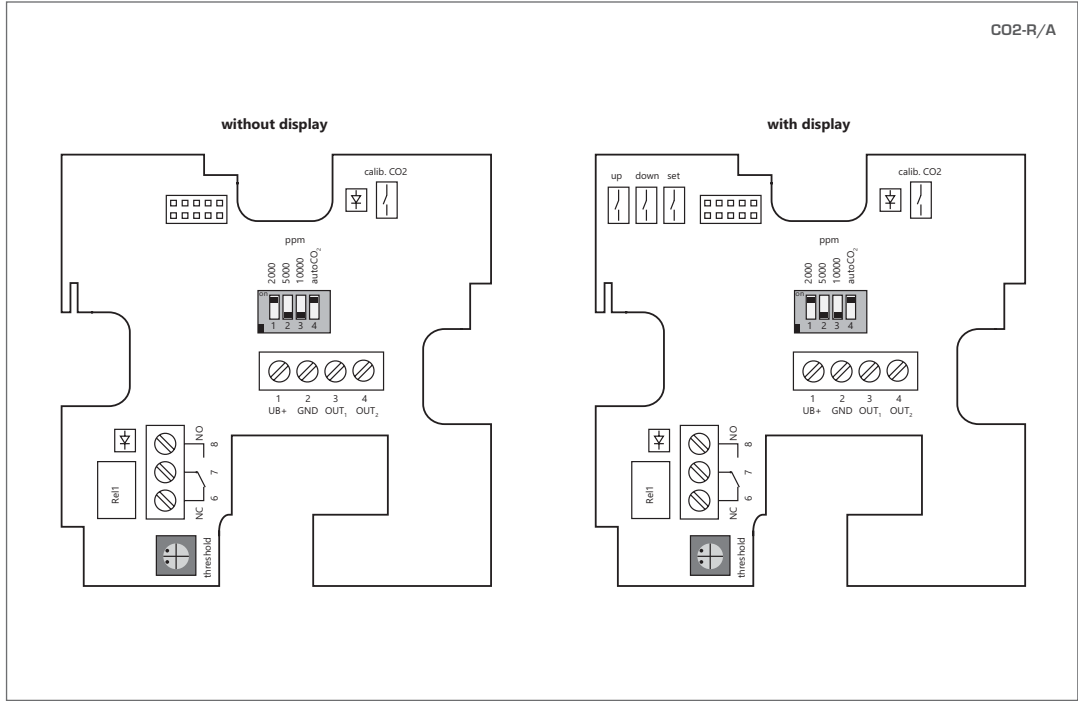 CO2-R/A
without display
calib. CO2
ppm
2000
5000
10000
autoCO₂
on
1 2 3 4
1 2 3 4
UB+ GND OUT₁ OUT₂
NO
8
7
6
NC
Rel1
threshold
with display
up down set
calib. CO2
ppm
2000
5000
10000
autoCO₂
on
1 2 3 4
1 2 3 4
UB+ GND OUT₁ OUT₂
NO
8
7
6
NC
Rel1
threshold